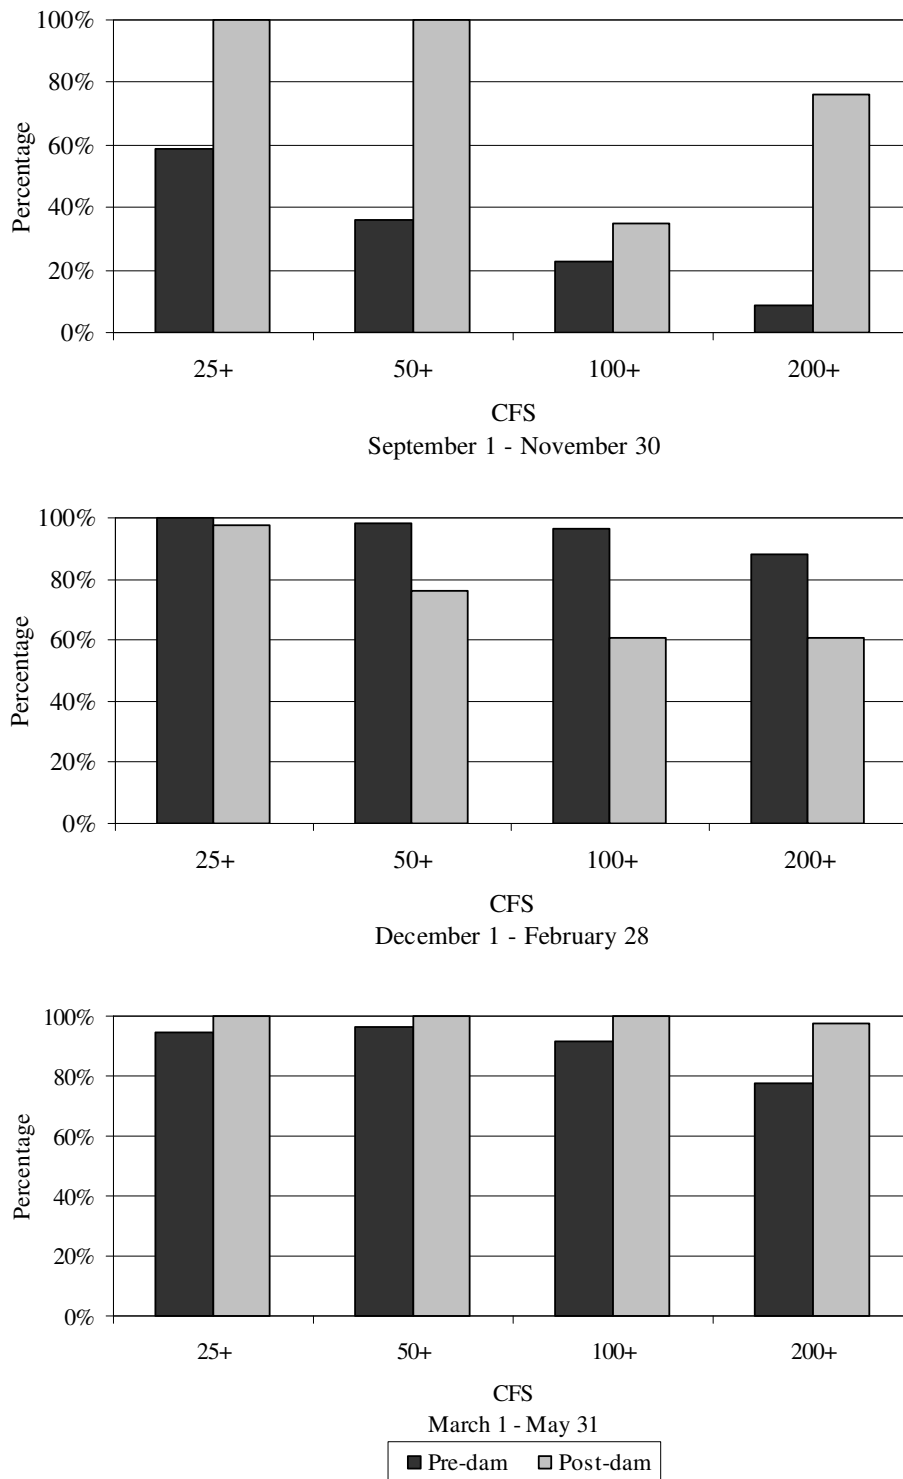 100%
80%
60%
40%
20%
0%
Percentage
25+ 50+ 100+ 200+
CFS
September 1 - November 30
100%
80%
60%
40%
20%
0%
Percentage
25+ 50+ 100+ 200+
CFS
December 1 - February 28
100%
80%
60%
40%
20%
0%
Percentage
25+ 50+ 100+ 200+
CFS
March 1 - May 31
Pre-dam Post-dam